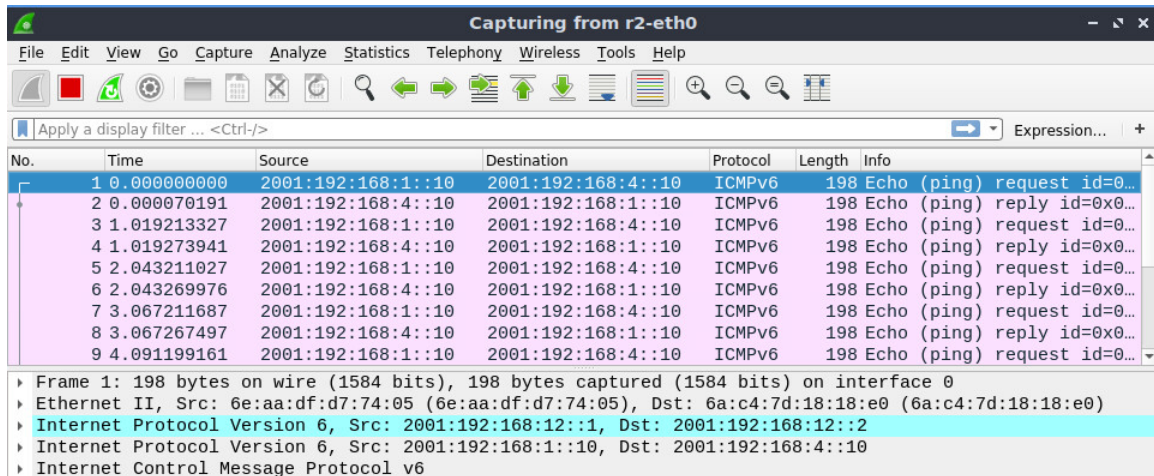 Capturing from r2-eth0
File Edit View Go Capture Analyze Statistics Telephony Wireless Tools Help
Apply a display filter ... <Ctrl-/> Expression... +
No. Time Source Destination Protocol Length Info
1 0.000000000 2001:192:168:1::10 2001:192:168:4::10 ICMPv6 198 Echo (ping) request id=0…
2 0.000070191 2001:192:168:4::10 2001:192:168:1::10 ICMPv6 198 Echo (ping) reply id=0x0…
3 1.019213327 2001:192:168:1::10 2001:192:168:4::10 ICMPv6 198 Echo (ping) request id=0…
4 1.019273941 2001:192:168:4::10 2001:192:168:1::10 ICMPv6 198 Echo (ping) reply id=0x0…
5 2.043211027 2001:192:168:1::10 2001:192:168:4::10 ICMPv6 198 Echo (ping) request id=0…
6 2.043269976 2001:192:168:4::10 2001:192:168:1::10 ICMPv6 198 Echo (ping) reply id=0x0…
7 3.067211687 2001:192:168:1::10 2001:192:168:4::10 ICMPv6 198 Echo (ping) request id=0…
8 3.067267497 2001:192:168:4::10 2001:192:168:1::10 ICMPv6 198 Echo (ping) reply id=0x0…
9 4.091199161 2001:192:168:1::10 2001:192:168:4::10 ICMPv6 198 Echo (ping) request id=0…
Frame 1: 198 bytes on wire (1584 bits), 198 bytes captured (1584 bits) on interface 0
Ethernet II, Src: 6e:aa:df:d7:74:05 (6e:aa:df:d7:74:05), Dst: 6a:c4:7d:18:18:e0 (6a:c4:7d:18:18:e0)
Internet Protocol Version 6, Src: 2001:192:168:12::1, Dst: 2001:192:168:12::2
Internet Protocol Version 6, Src: 2001:192:168:1::10, Dst: 2001:192:168:4::10
Internet Control Message Protocol v6